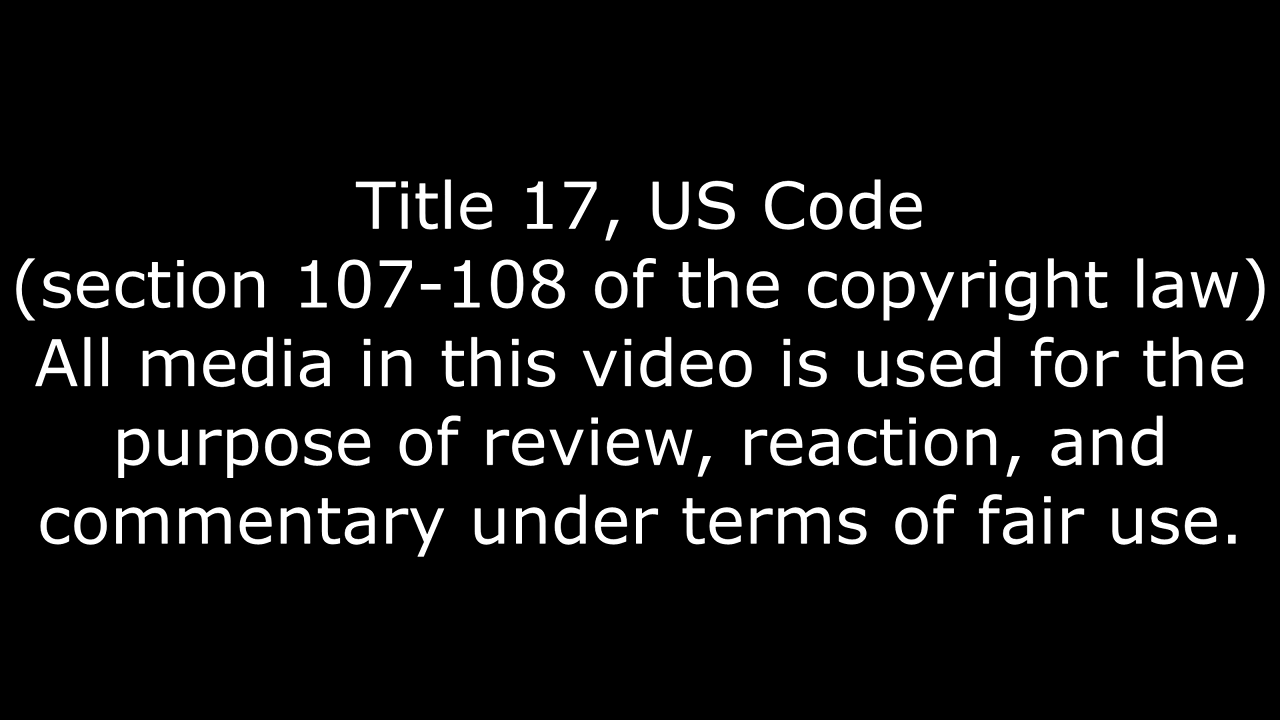 Title 17, US Code
(section 107-108 of the copyright law)
All media in this video is used for the
purpose of review, reaction, and
commentary under terms of fair use.